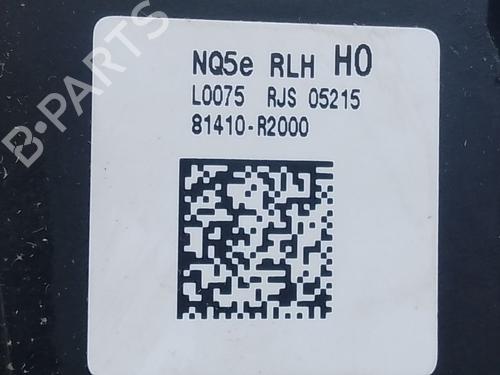 B-PARTS
NQ5e RLH H0
L0075 RJS 05215
81410-R2000